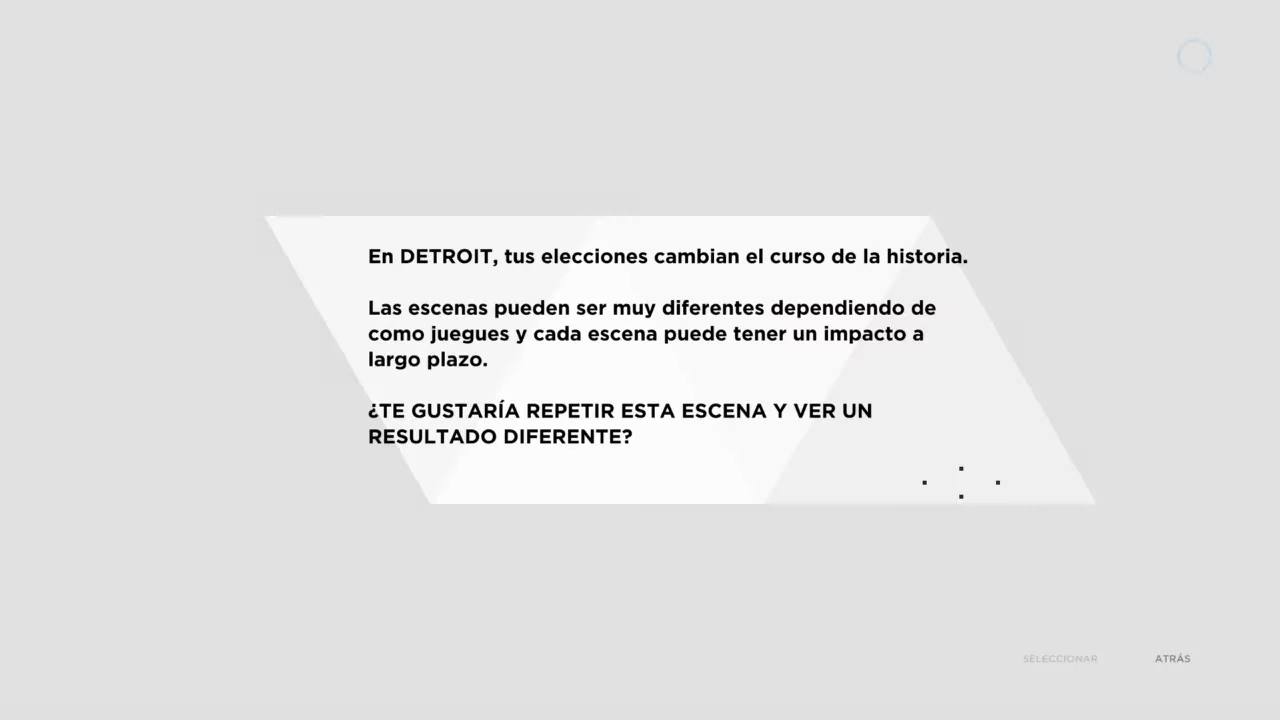 En DETROIT, tus elecciones cambian el curso de la historia.
Las escenas pueden ser muy diferentes dependiendo de
como juegues y cada escena puede tener un impacto a
largo plazo.
¿TE GUSTARÍA REPETIR ESTA ESCENA Y VER UN
RESULTADO DIFERENTE?
SELECCIONAR
ATRÁS